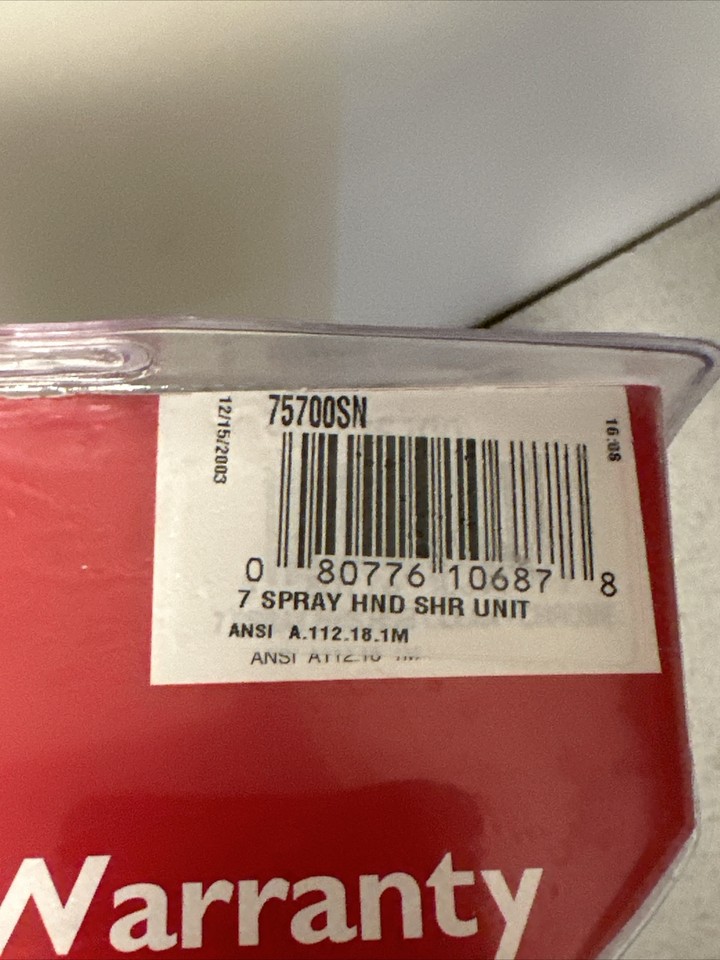 75700SN
12/15/2003
16:08
0 80776 10687 8
7 SPRAY HND SHR UNIT
ANSI A.112.18.1M
ANSI
Warranty